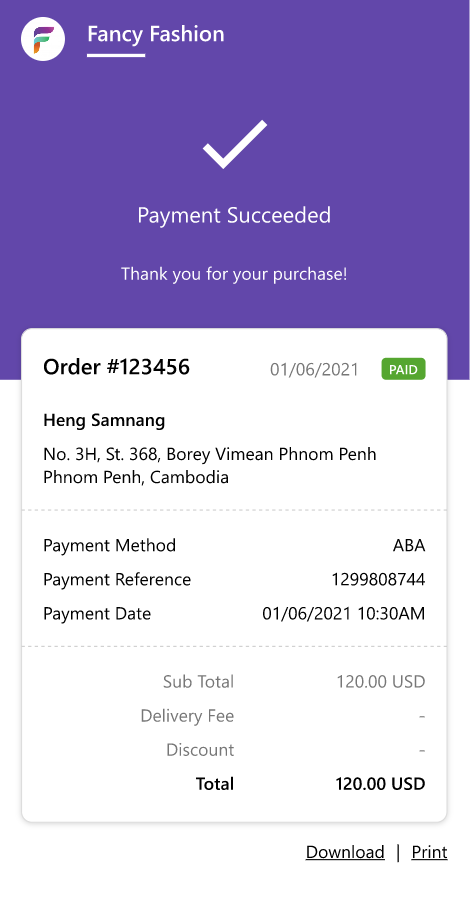 Fancy Fashion
Payment Succeeded
Thank you for your purchase!
Order #123456 01/06/2021 PAID
Heng Samnang
No. 3H, St. 368, Borey Vimean Phnom Penh
Phnom Penh, Cambodia
Payment Method ABA
Payment Reference 1299808744
Payment Date 01/06/2021 10:30AM
Sub Total 120.00 USD
Delivery Fee -
Discount -
Total 120.00 USD
Download | Print